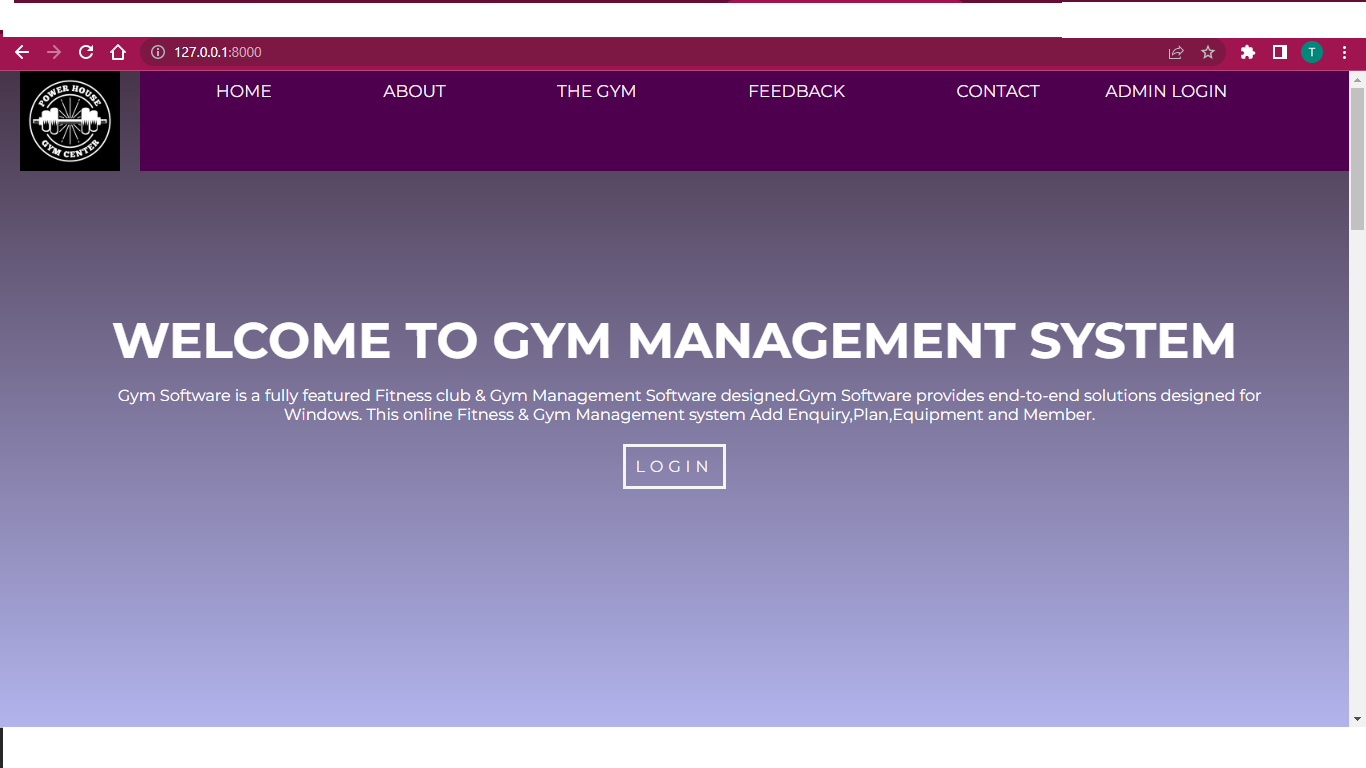 127.0.0.1:8000
T
POWER HOUSE
GYM CENTER
HOME ABOUT THE GYM FEEDBACK CONTACT ADMIN LOGIN
WELCOME TO GYM MANAGEMENT SYSTEM
Gym Software is a fully featured Fitness club & Gym Management Software designed.Gym Software provides end-to-end solutions designed for
Windows. This online Fitness & Gym Management system Add Enquiry,Plan,Equipment and Member.
LOGIN